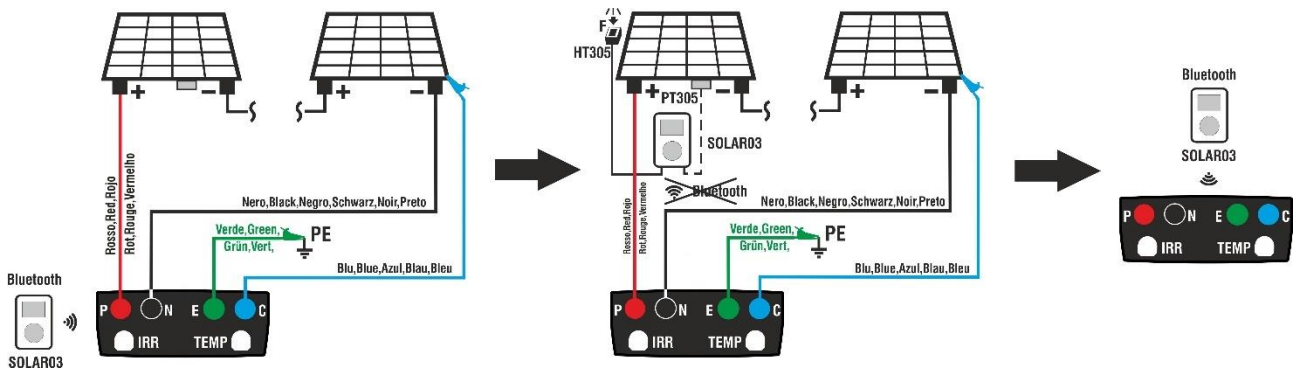 +
−
+
−
Rosso,Red,Rojo
Rot,Rouge,Vermelho
Nero,Black,Negro,Schwarz,Noir,Preto
Verde,Green,
Grün,Vert,
PE
Blu,Blue,Azul,Blau,Bleu
Bluetooth
SOLAR03
P
N
E
C
IRR
TEMP
F
HT305
+
−
+
−
PT305
SOLAR03
Bluetooth
Rosso,Red,Rojo
Rot,Rouge,Vermelho
Nero,Black,Negro,Schwarz,Noir,Preto
Verde,Green,
Grün,Vert,
PE
Blu,Blue,Azul,Blau,Bleu
P
N
E
C
IRR
TEMP
Bluetooth
SOLAR03
P
N
E
C
IRR
TEMP